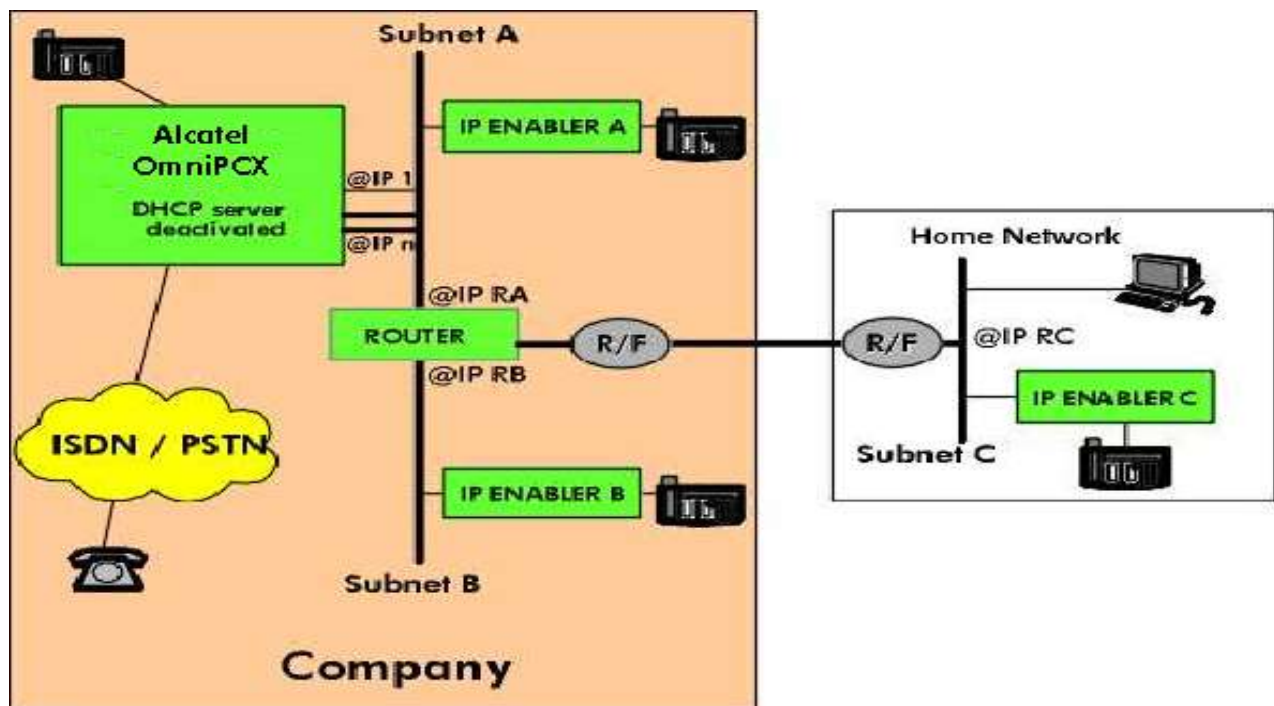 Subnet A
Alcatel
OmniPCX
DHCP server
deactivated
@IP 1
@IP n
IP ENABLER A
@IP RA
ROUTER
@IP RB
R/F
R/F
Home Network
@IP RC
IP ENABLER C
Subnet C
ISDN / PSTN
IP ENABLER B
Subnet B
Company